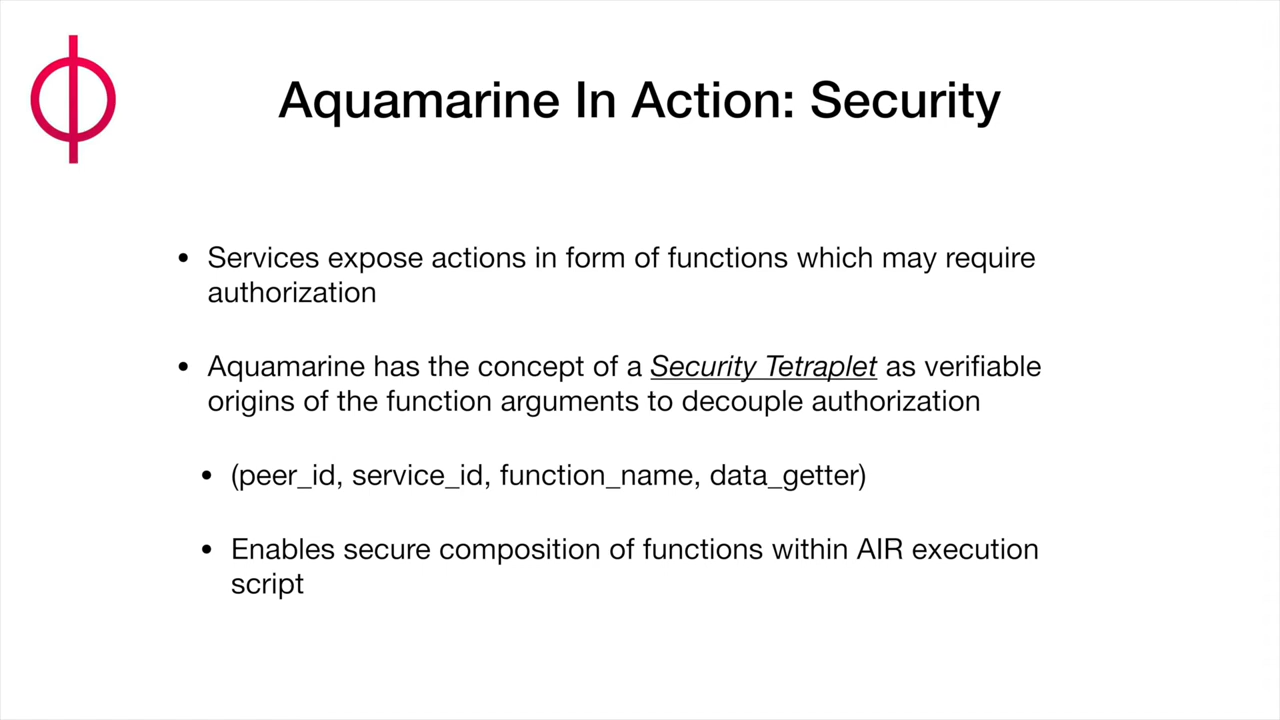 Aquamarine In Action: Security
• Services expose actions in form of functions which may require
authorization
• Aquamarine has the concept of a Security Tetraplet as verifiable
origins of the function arguments to decouple authorization
• (peer_id, service_id, function_name, data_getter)
• Enables secure composition of functions within AIR execution
script